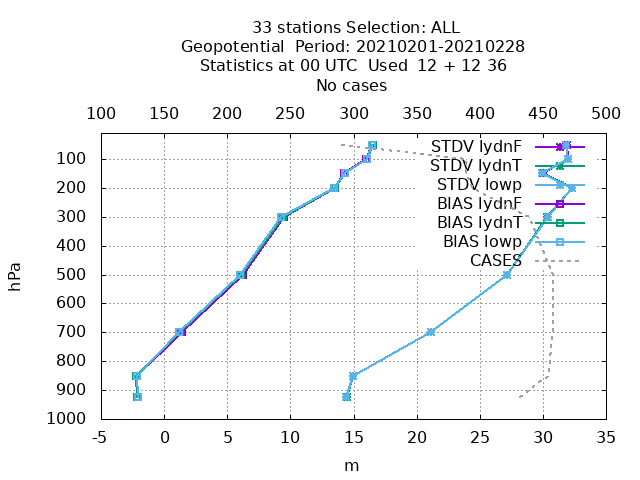 33 stations Selection: ALL
Geopotential  Period: 20210201-20210228
Statistics at 00 UTC  Used  12 + 12 36
No cases
100 150 200 250 300 350 400 450 500
STDV lydnF
STDV lydnT
STDV lowp
BIAS lydnF
BIAS lydnT
BIAS lowp
CASES
hPa
100
200
300
400
500
600
700
800
900
1000
-5 0 5 10 15 20 25 30 35
m